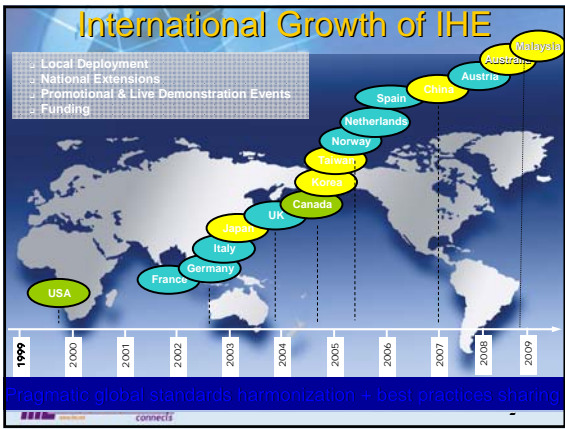 International Growth of IHE
Local Deployment
National Extensions
Promotional & Live Demonstration Events
Funding
Malaysia
Australia
Austria
China
Spain
Netherlands
Norway
Taiwan
Korea
Canada
UK
Japan
Italy
Germany
France
USA
1999
2000
2001
2002
2003
2004
2005
2006
2007
2008
2009
Pragmatic global standards harmonization + best practices sharing
connects